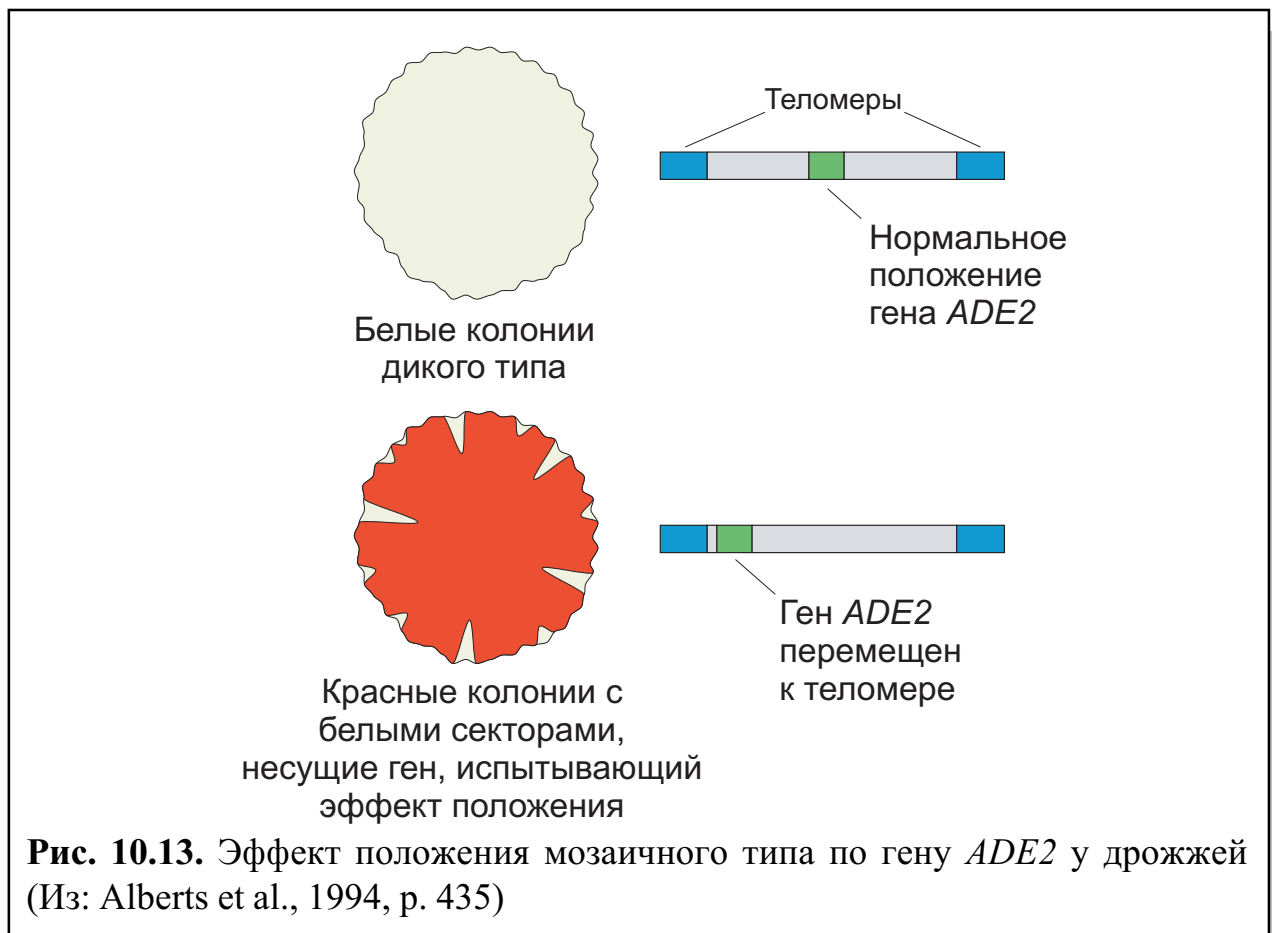 Теломеры
Нормальное
положение
гена ADE2
Белые колонии
дикого типа
Ген ADE2
перемещен
к теломере
Красные колонии с
белыми секторами,
несущие ген, испытывающий
эффект положения
Рис. 10.13. Эффект положения мозаичного типа по гену ADE2 у дрожжей
(Из: Alberts et al., 1994, p. 435)